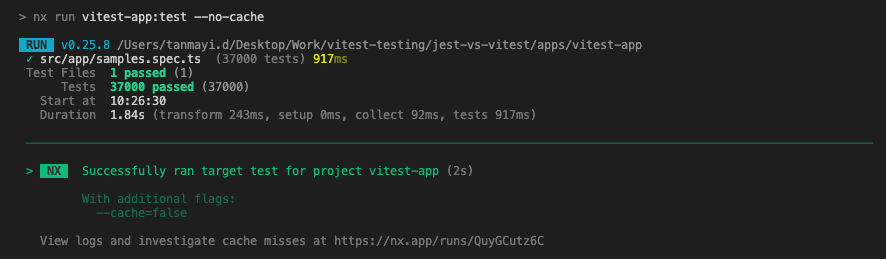 > nx run vitest-app:test --no-cache
RUN v0.25.8 /Users/tanmayi.d/Desktop/Work/vitest-testing/jest-vs-vitest/apps/vitest-app
✓ src/app/samples.spec.ts (37000 tests) 917ms
Test Files 1 passed (1)
Tests 37000 passed (37000)
Start at 10:26:30
Duration 1.84s (transform 243ms, setup 0ms, collect 92ms, tests 917ms)
> NX Successfully ran target test for project vitest-app (2s)
With additional flags:
--cache=false
View logs and investigate cache misses at https://nx.app/runs/QuyGCutz6C